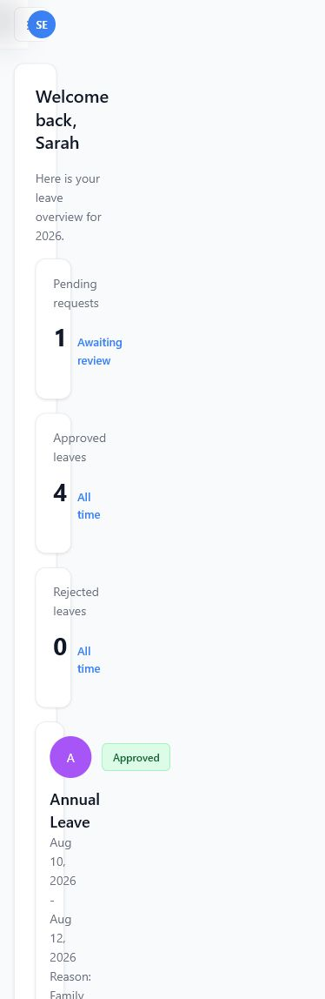 SE
Welcome
back,
Sarah
Here is your
leave
overview for
2026.
Pending
requests
1 Awaiting
review
Approved
leaves
4 All
time
Rejected
leaves
0 All
time
A Approved
Annual
Leave
Aug
10,
2026
-
Aug
12,
2026
Reason:
Family